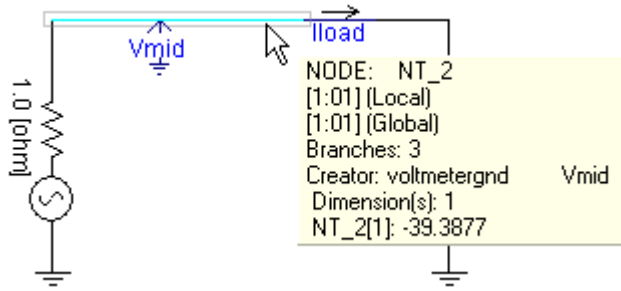 Vmid
Iload
1.0 [ohm]
NODE: NT_2
[1:01] (Local)
[1:01] (Global)
Branches: 3
Creator: voltmetergnd Vmid
Dimension(s): 1
NT_2[1]: -39.3877